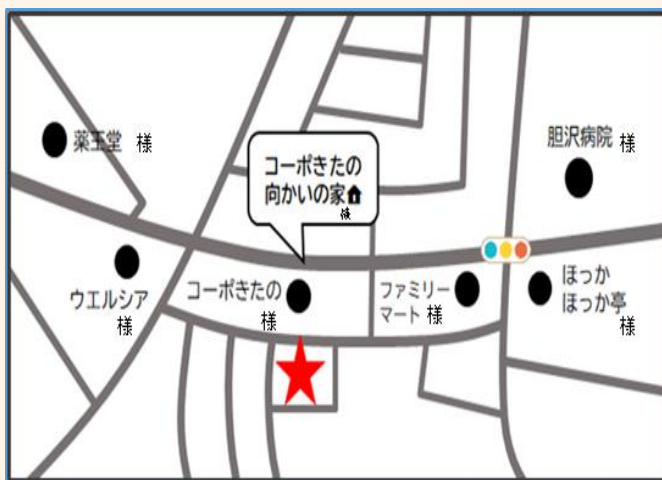 薬王堂 様
胆沢病院 様
コーポきたの
向かいの家
様
ウエルシア
様
コーポきたの
様
ファミリー
マート 様
ほっか
ほっか亭
様